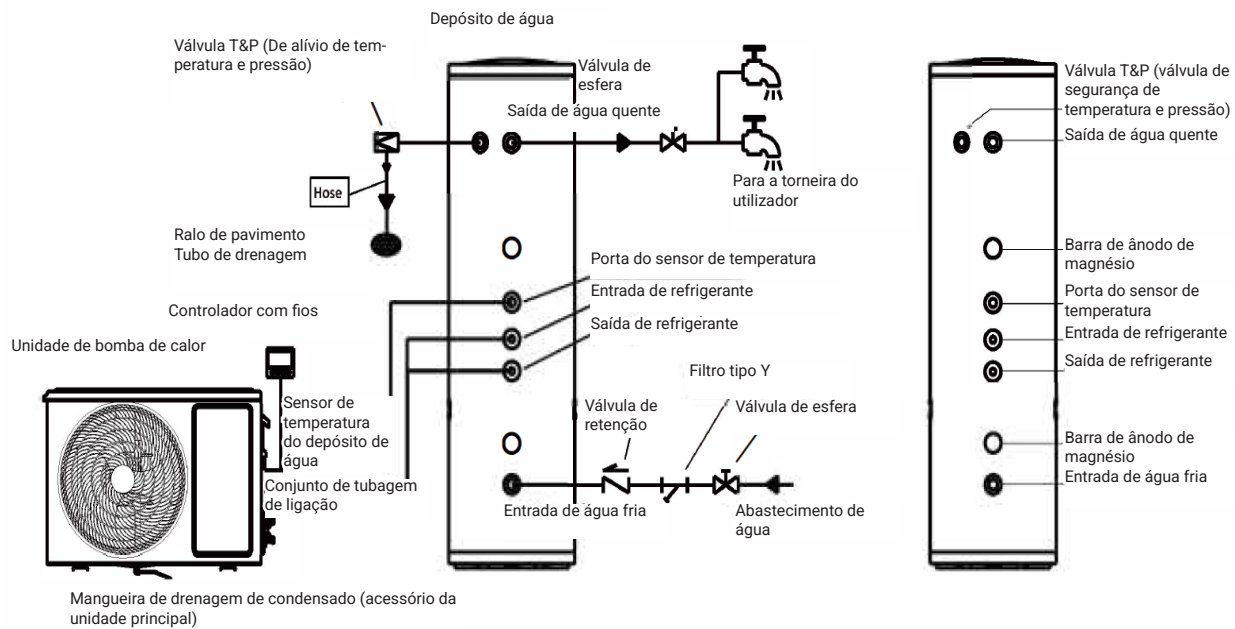 Depósito de água
Válvula T&P (De alívio de tem-
peratura e pressão)
Válvula de
esfera
Saída de água quente
Hose
Para a torneira do
utilizador
Ralo de pavimento
Tubo de drenagem
Porta do sensor de temperatura
Entrada de refrigerante
Saída de refrigerante
Controlador com fios
Unidade de bomba de calor
Sensor de
temperatura
do depósito de
água
Conjunto de tubagem
de ligação
Filtro tipo Y
Válvula de
retenção
Válvula de esfera
Entrada de água fria
Abastecimento de
água
Mangueira de drenagem de condensado (acessório da
unidade principal)
Válvula T&P (válvula de
segurança de
temperatura e pressão)
Saída de água quente
Barra de ânodo de
magnésio
Porta do sensor de
temperatura
Entrada de refrigerante
Saída de refrigerante
Barra de ânodo de
magnésio
Entrada de água fria